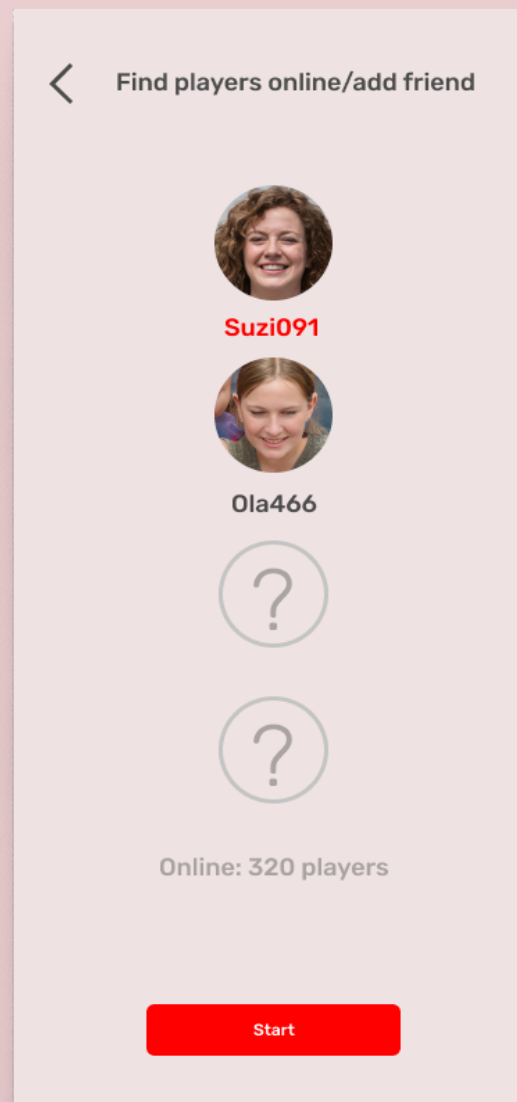 Find players online/add friend
Suzi091
Ola466
?
?
Online: 320 players
Start